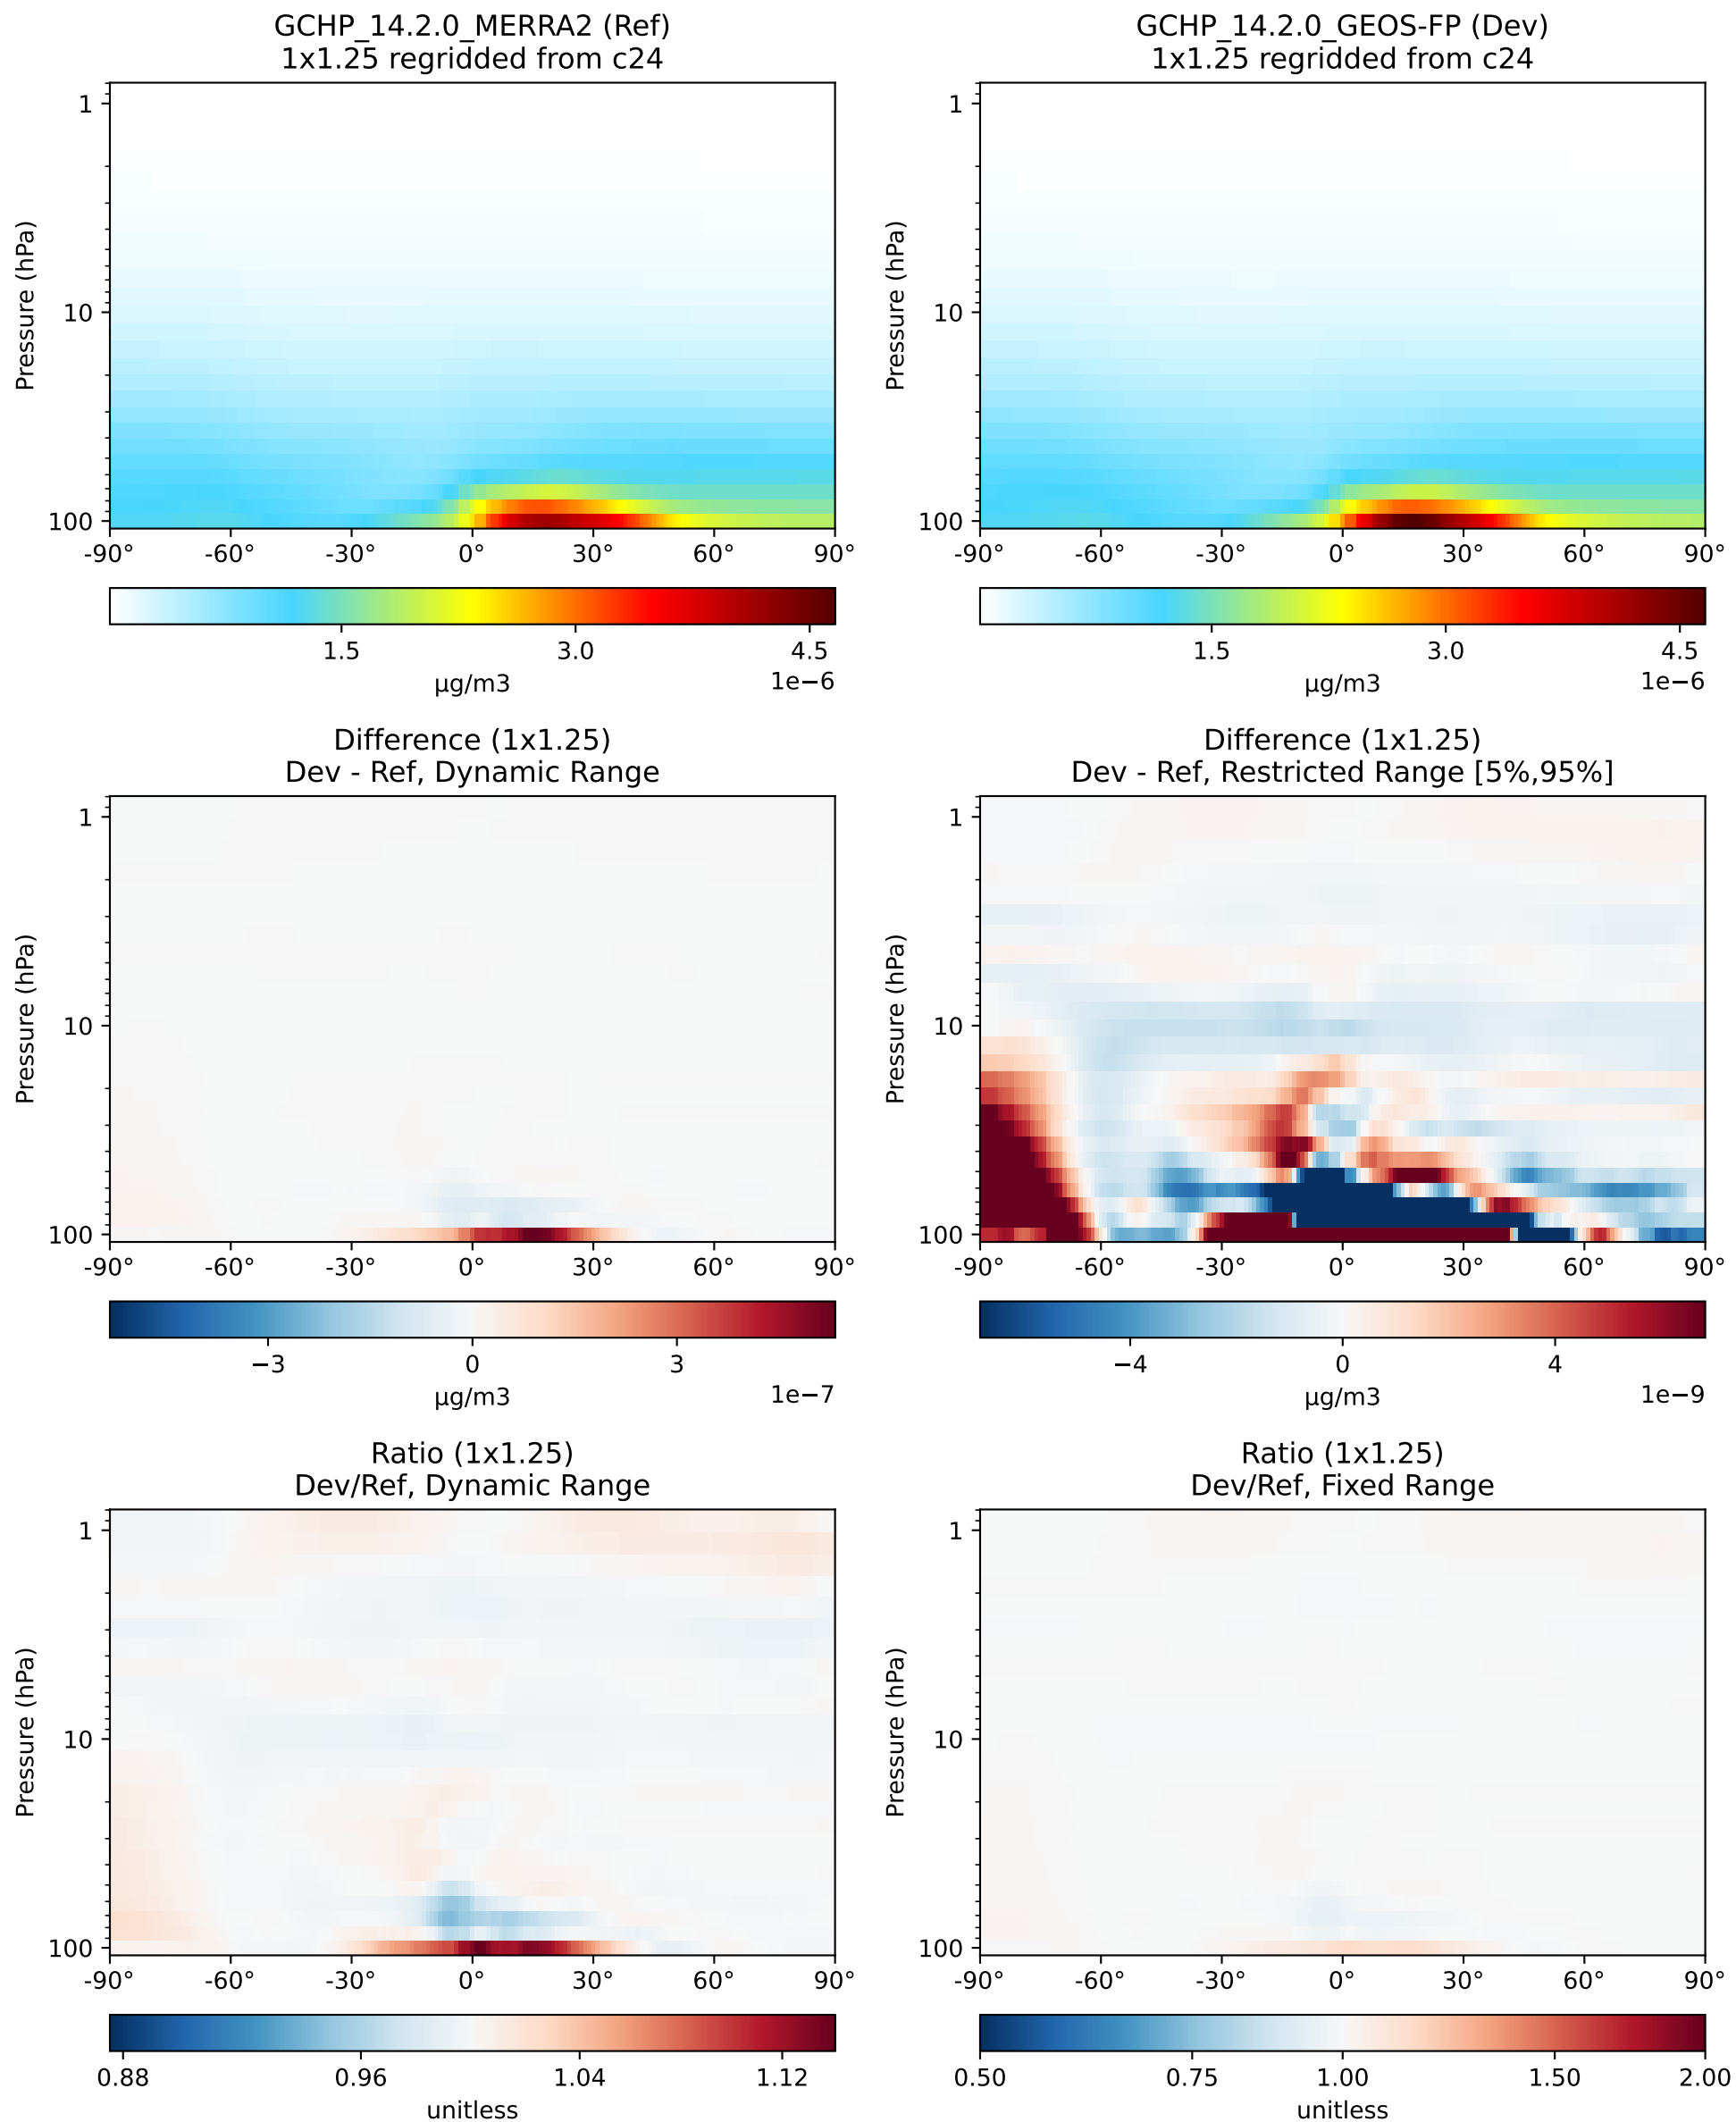 GCHP_14.2.0_MERRA2 (Ref)
1x1.25 regridded from c24
Pressure (hPa)
1
10
100
-90° -60° -30° 0° 30° 60° 90°
1.5 3.0 4.5
µg/m3
1e−6
GCHP_14.2.0_GEOS-FP (Dev)
1x1.25 regridded from c24
Pressure (hPa)
1
10
100
-90° -60° -30° 0° 30° 60° 90°
1.5 3.0 4.5
µg/m3
1e−6
Difference (1x1.25)
Dev - Ref, Dynamic Range
Pressure (hPa)
1
10
100
-90° -60° -30° 0° 30° 60° 90°
−3 0 3
µg/m3
1e−7
Difference (1x1.25)
Dev - Ref, Restricted Range [5%,95%]
Pressure (hPa)
1
10
100
-90° -60° -30° 0° 30° 60° 90°
−4 0 4
µg/m3
1e−9
Ratio (1x1.25)
Dev/Ref, Dynamic Range
Pressure (hPa)
1
10
100
-90° -60° -30° 0° 30° 60° 90°
0.88 0.96 1.04 1.12
unitless
Ratio (1x1.25)
Dev/Ref, Fixed Range
Pressure (hPa)
1
10
100
-90° -60° -30° 0° 30° 60° 90°
0.50 0.75 1.00 1.50 2.00
unitless